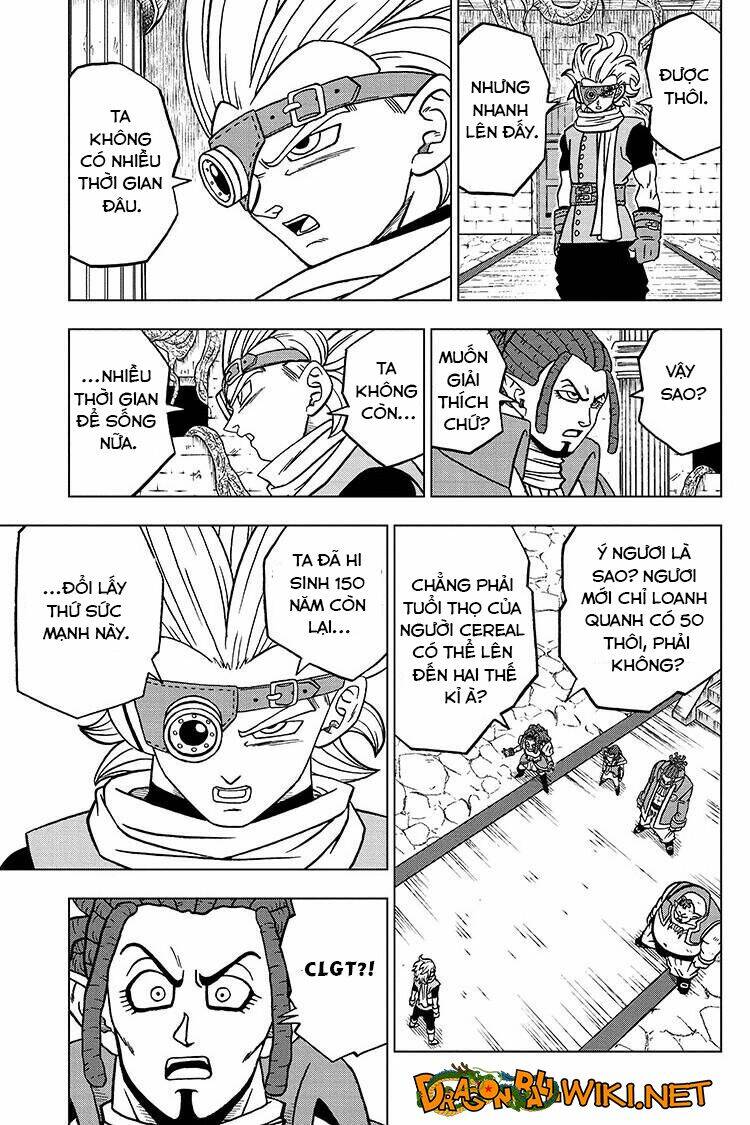 ĐƯỢC
THÔI.
NHƯNG
NHANH
LÊN ĐẤY.
TA
KHÔNG
CÓ NHIỀU
THỜI GIAN
ĐÂU.
VẬY
SAO?
MUỐN
GIẢI
THÍCH
CHỨ?
TA
KHÔNG
CÒN...
...NHIỀU
THỜI GIAN
ĐỂ SỐNG
NỮA.
Ý NGƯƠI LÀ
SAO? NGƯƠI
MỚI CHỈ LOANH
QUANH CÓ 50
THÔI, PHẢI
KHÔNG?
CHẲNG PHẢI
TUỔI THỌ CỦA
NGƯỜI CEREAL
CÓ THỂ LÊN
ĐẾN HAI THẾ
KỈ À?
TA ĐÃ HI
SINH 150
NĂM CÒN
LẠI...
...ĐỔI LẤY
THỨ SỨC
MẠNH NÀY.
CLGT?!
DRAGON BALL WIKI.NET